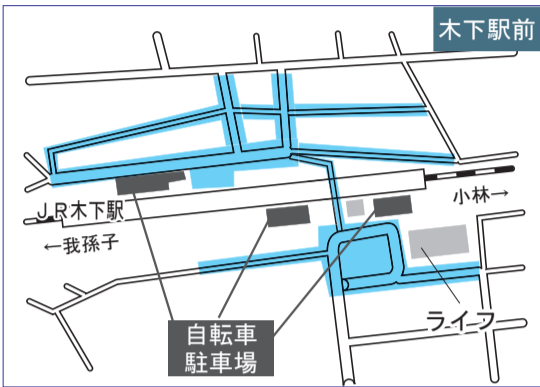 木下駅前
JR木下駅
小林→
←我孫子
ライフ
自転車
駐車場